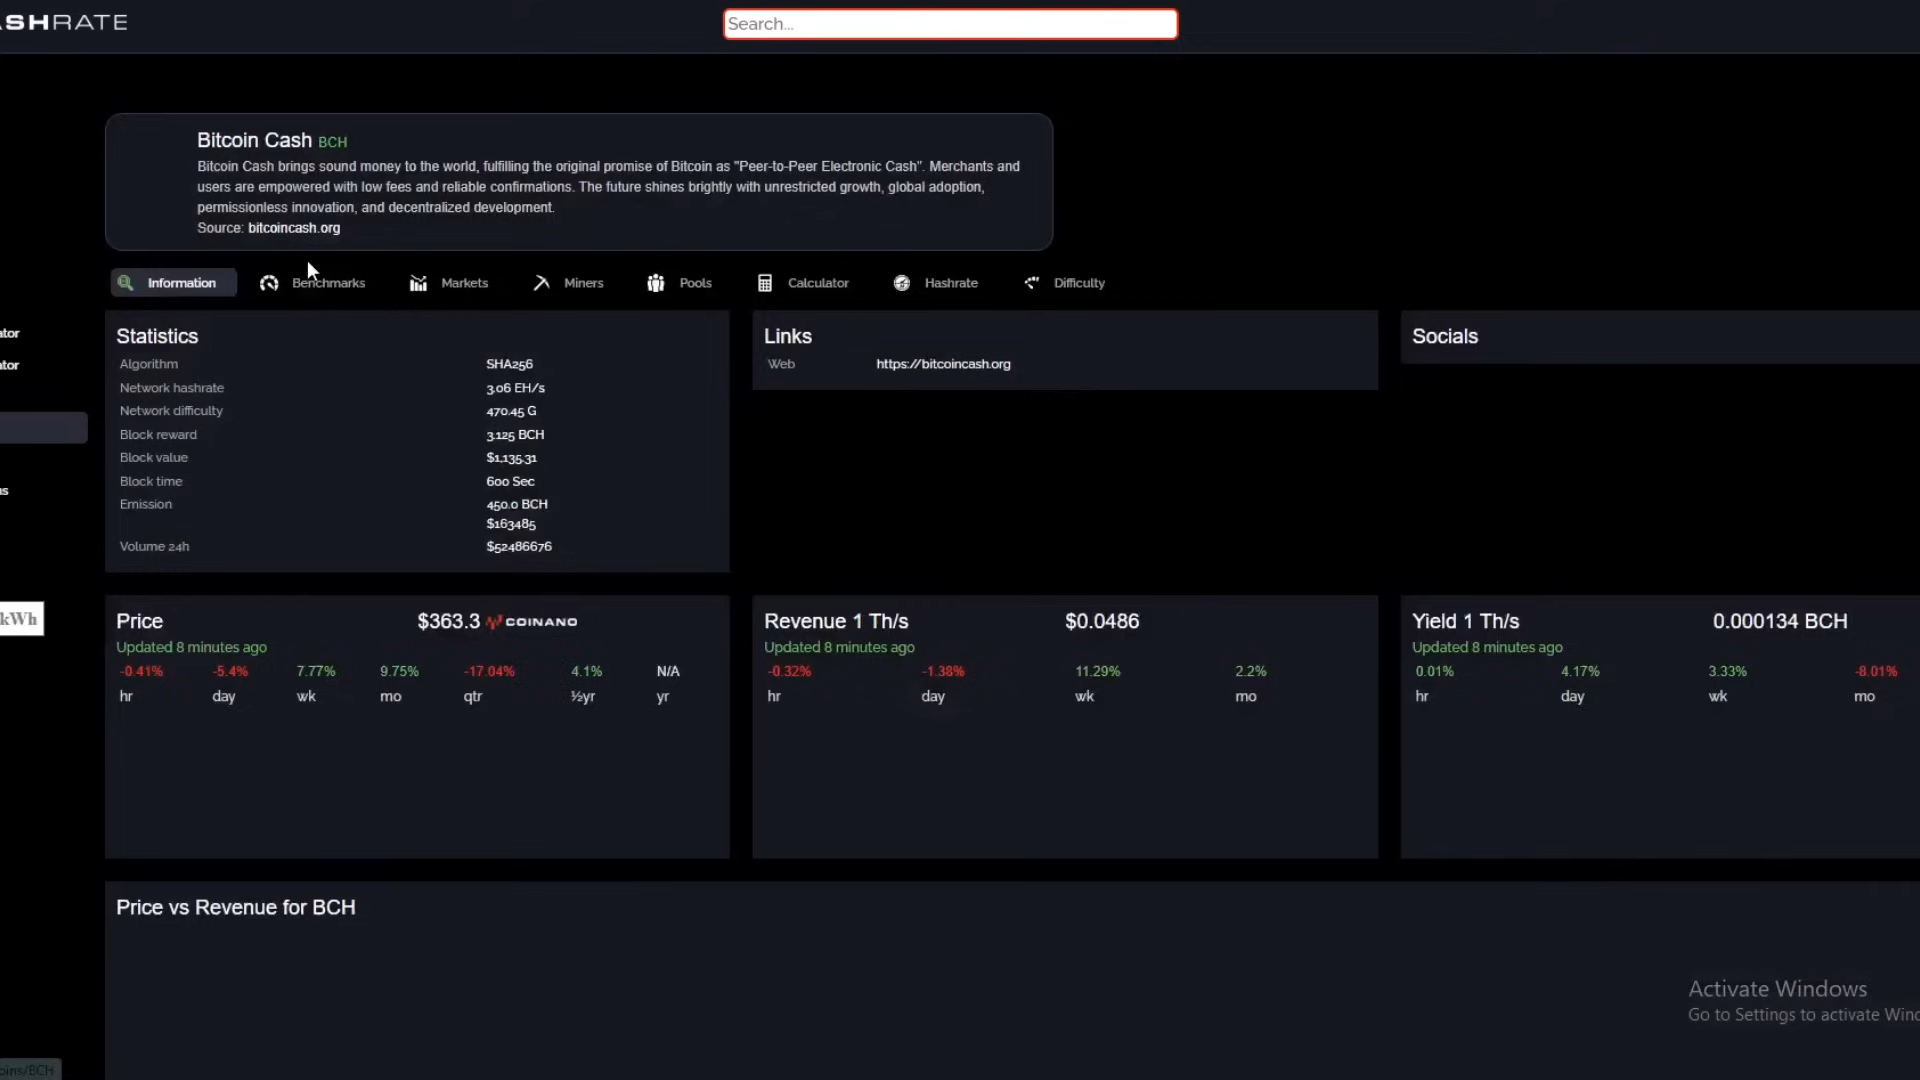 SHRATE
Search...
Bitcoin Cash BCH
Bitcoin Cash brings sound money to the world, fulfilling the original promise of Bitcoin as "Peer-to-Peer Electronic Cash". Merchants and
users are empowered with low fees and reliable confirmations. The future shines brightly with unrestricted growth, global adoption,
permissionless innovation, and decentralized development.
Source: bitcoincash.org
Information Benchmarks Markets Miners Pools Calculator Hashrate Difficulty
ator
ator
s
kWh
Statistics
Algorithm SHA256
Network hashrate 3.06 EH/s
Network difficulty 470.45 G
Block reward 3.125 BCH
Block value $1,135.31
Block time 600 Sec
Emission 450.0 BCH
$163485
Volume 24h $52486676
Links
Web https://bitcoincash.org
Socials
Price $363.3 COINANO
Updated 8 minutes ago
-0.41% -5.4% 7.77% 9.75% -17.04% 4.1% N/A
hr day wk mo qtr ½yr yr
Revenue 1 Th/s $0.0486
Updated 8 minutes ago
-0.32% -1.38% 11.29% 2.2%
hr day wk mo
Yield 1 Th/s 0.000134 BCH
Updated 8 minutes ago
0.01% 4.17% 3.33% -8.01%
hr day wk mo
Price vs Revenue for BCH
Activate Windows
Go to Settings to activate Wind
oins/BCH